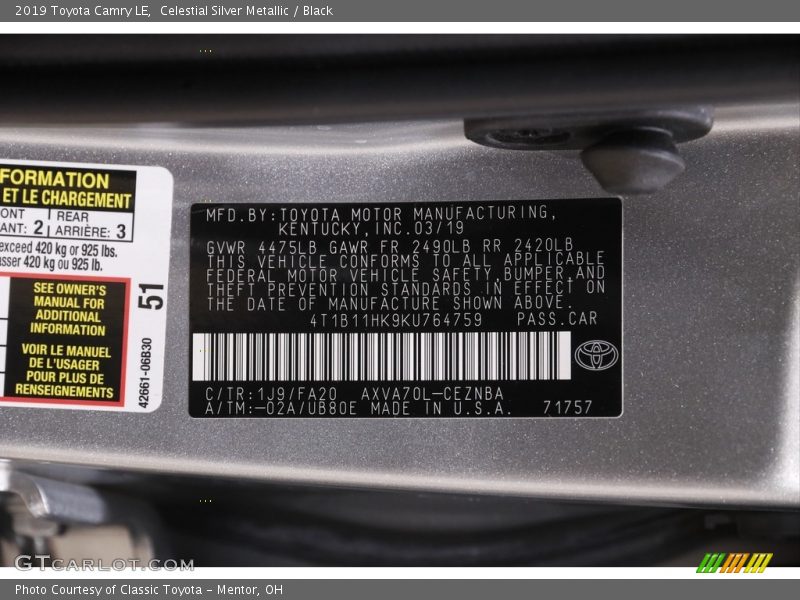 2019 Toyota Camry LE, Celestial Silver Metallic / Black
FORMATION
ET LE CHARGEMENT
ONT
ANT: 2
REAR
ARRIÈRE: 3
exceed 420 kg or 925 lbs.
asser 420 kg ou 925 lb.
SEE OWNER'S
MANUAL FOR
ADDITIONAL
INFORMATION
VOIR LE MANUEL
DE L'USAGER
POUR PLUS DE
RENSEIGNEMENTS
51
42661-06B30
MFD.BY:TOYOTA MOTOR MANUFACTURING,
KENTUCKY,INC.03/19
GVWR 4475LB GAWR FR 2490LB RR 2420LB
THIS VEHICLE CONFORMS TO ALL APPLICABLE
FEDERAL MOTOR VEHICLE SAFETY,BUMPER,AND
THEFT PREVENTION STANDARDS IN EFFECT ON
THE DATE OF MANUFACTURE SHOWN ABOVE.
4T1B11HK9KU764759 PASS.CAR
C/TR:1J9/FA20 AXVA70L-CEZNBA
A/TM:-02A/UB80E MADE IN U.S.A. 71757
GTCARLOT.COM
Photo Courtesy of Classic Toyota - Mentor, OH